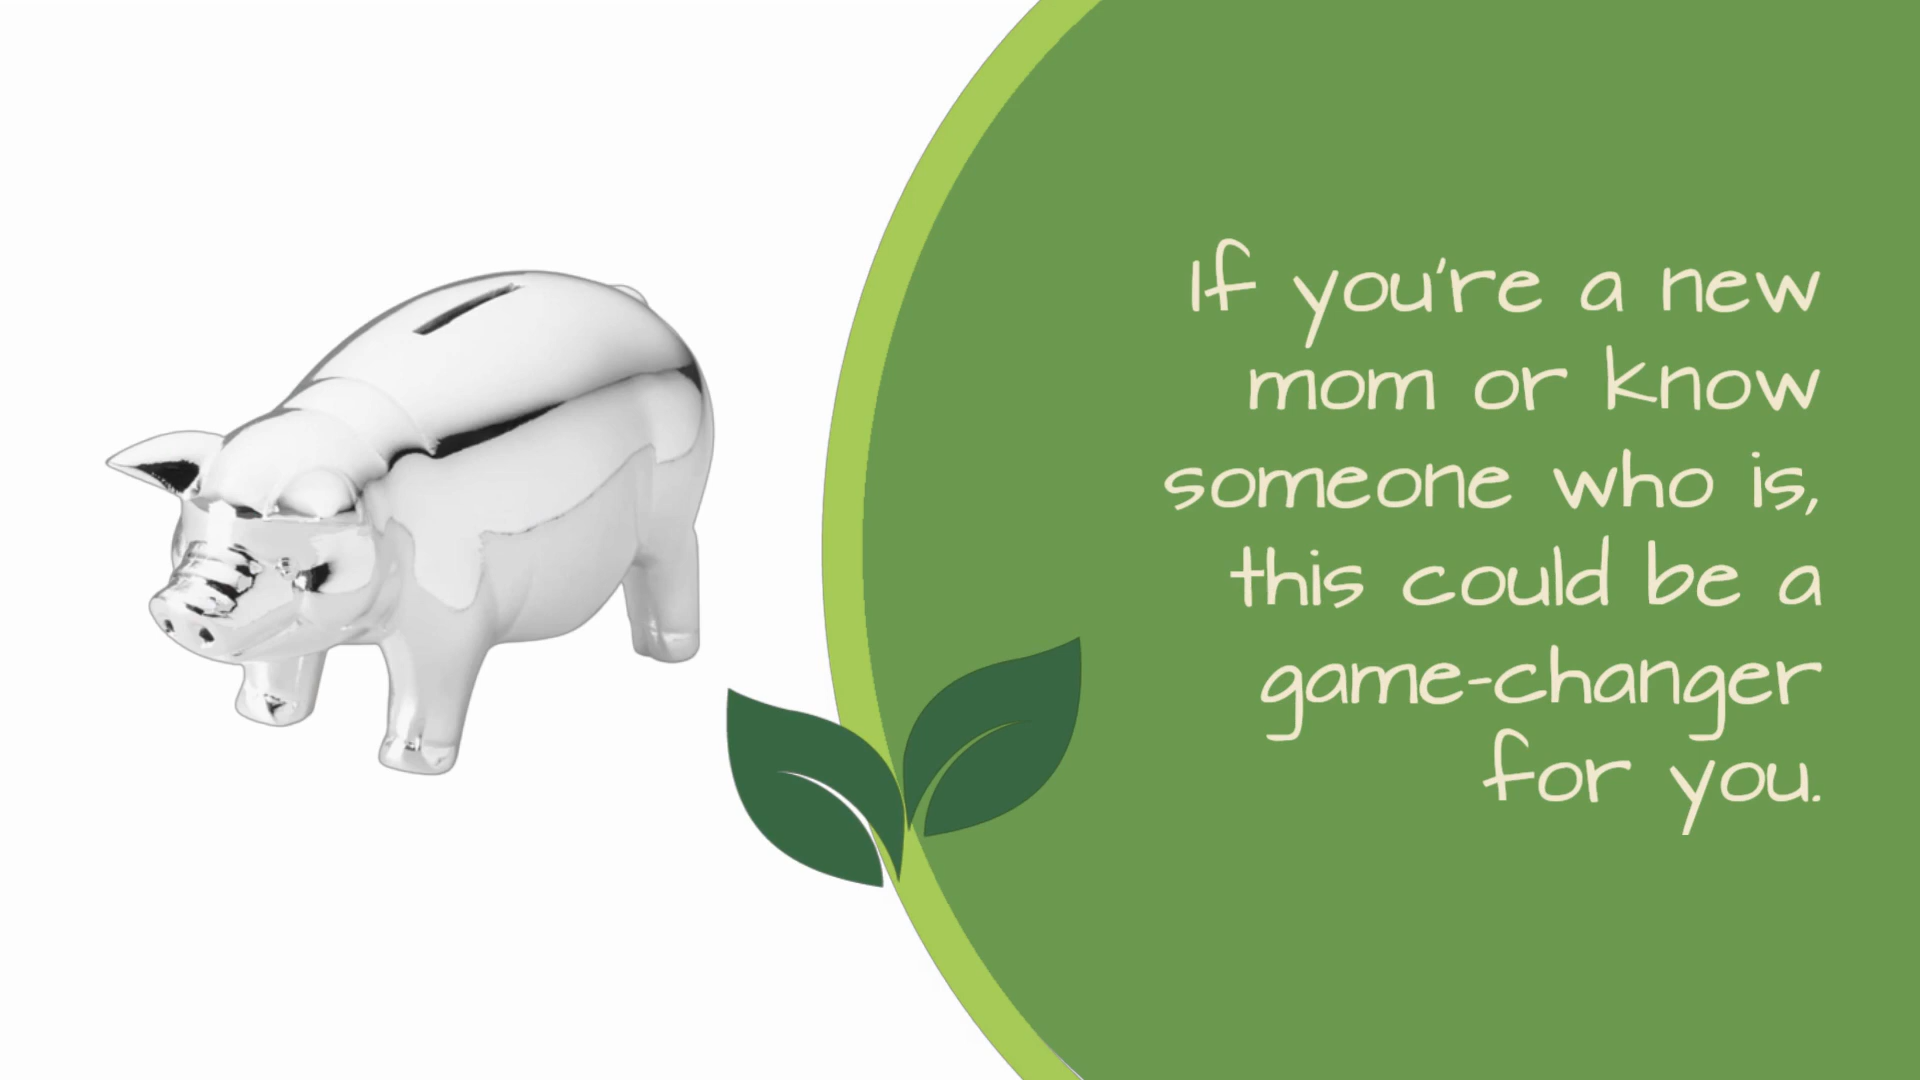 If you're a new
mom or know
someone who is,
this could be a
game-changer
for you.